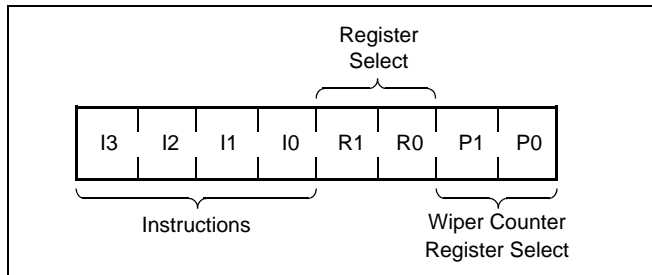 Register
Select
I3 I2 I1 I0 R1 R0 P1 P0
Instructions
Wiper Counter
Register Select